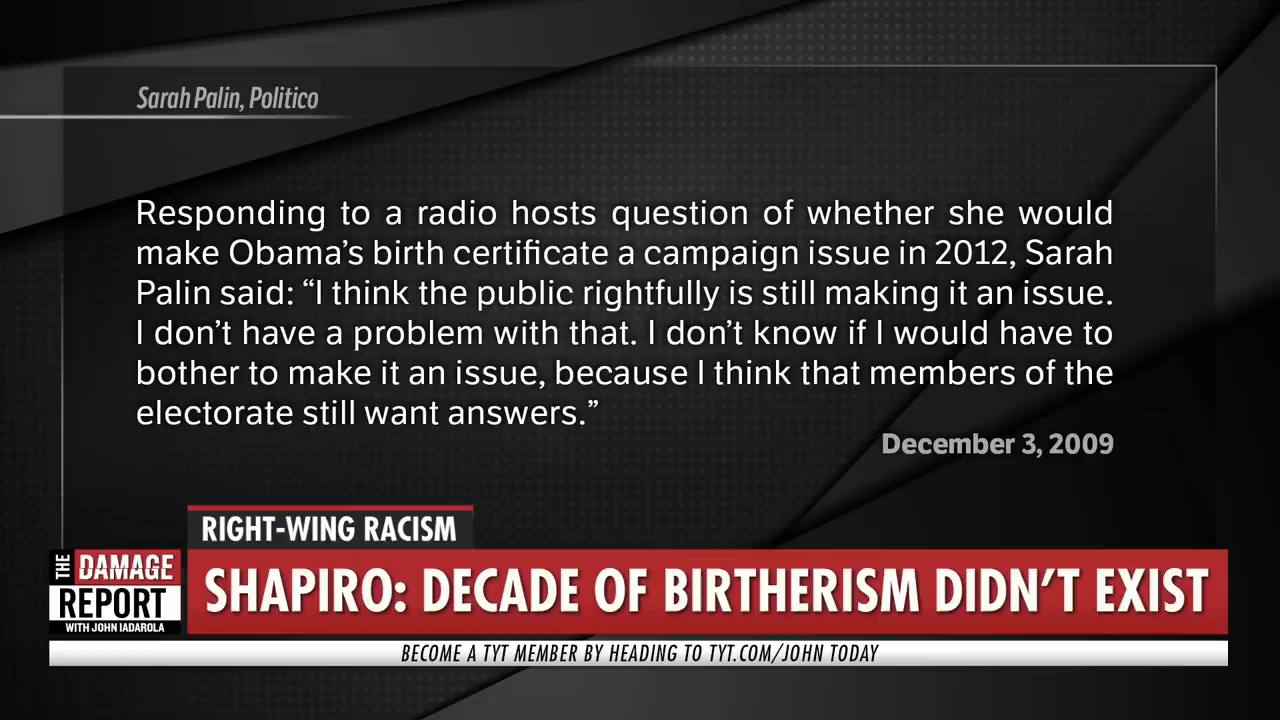 Sarah Palin, Politico
Responding to a radio hosts question of whether she would
make Obama’s birth certificate a campaign issue in 2012, Sarah
Palin said: “I think the public rightfully is still making it an issue.
I don’t have a problem with that. I don’t know if I would have to
bother to make it an issue, because I think that members of the
electorate still want answers.”
December 3, 2009
RIGHT-WING RACISM
THE DAMAGE
REPORT
WITH JOHN IADAROLA
SHAPIRO: DECADE OF BIRTHERISM DIDN’T EXIST
BECOME A TYT MEMBER BY HEADING TO TYT.COM/JOHN TODAY